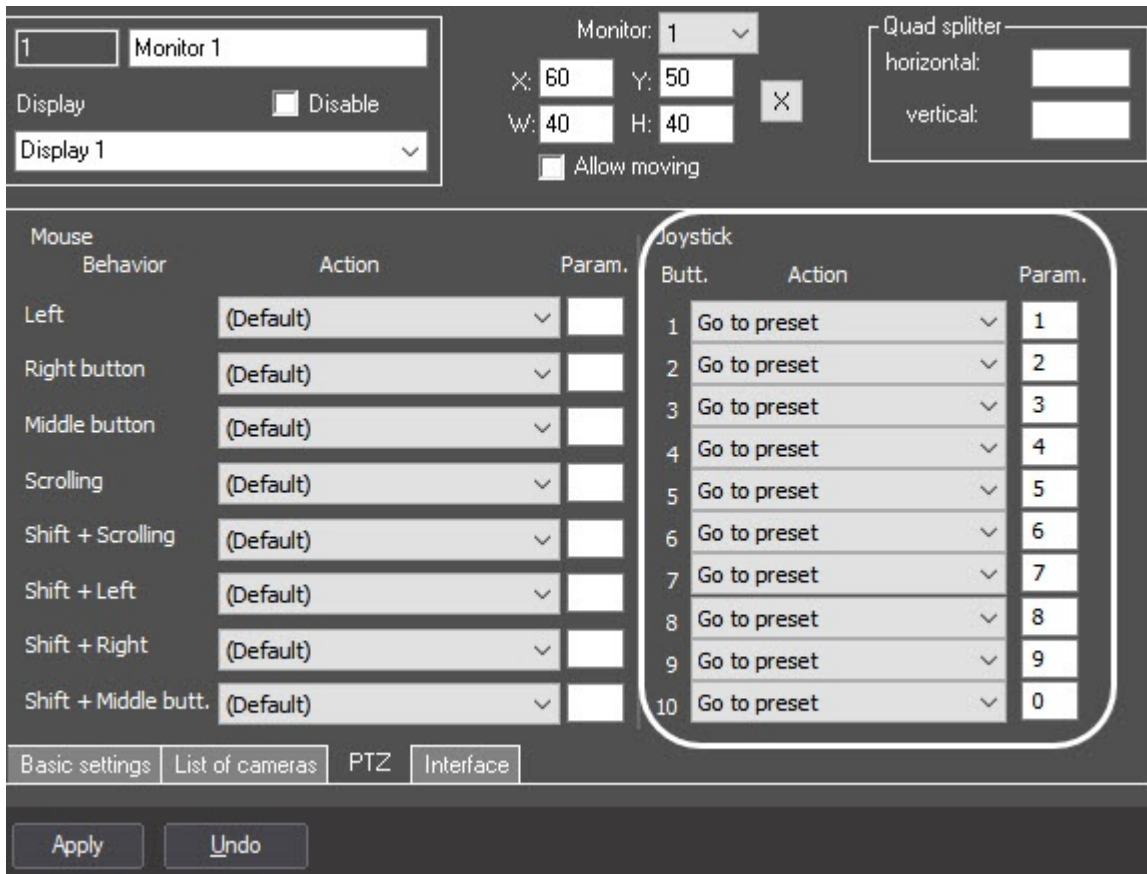 1 Monitor 1
Display Disable
Display 1
Monitor: 1
X: 60 Y: 50
W: 40 H: 40
X
Allow moving
Quad splitter
horizontal:
vertical:
Mouse
Behavior Action Param.
Left (Default)
Right button (Default)
Middle button (Default)
Scrolling (Default)
Shift + Scrolling (Default)
Shift + Left (Default)
Shift + Right (Default)
Shift + Middle butt. (Default)
Joystick
Butt. Action Param.
1 Go to preset 1
2 Go to preset 2
3 Go to preset 3
4 Go to preset 4
5 Go to preset 5
6 Go to preset 6
7 Go to preset 7
8 Go to preset 8
9 Go to preset 9
10 Go to preset 0
Basic settings List of cameras PTZ Interface
Apply Undo